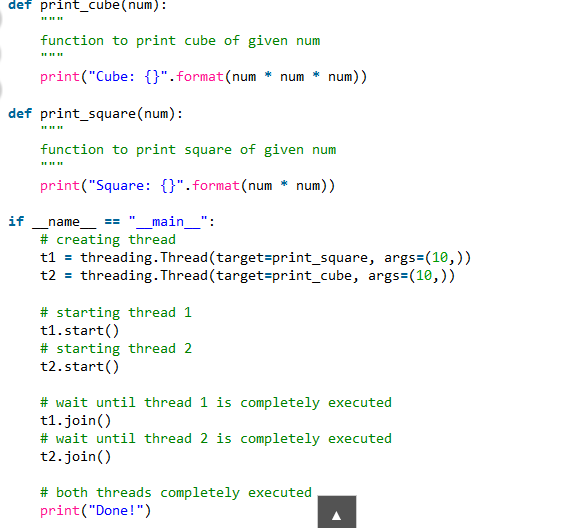 def print_cube(num):
    """
    function to print cube of given num
    """
    print("Cube: {}".format(num * num * num))

def print_square(num):
    """
    function to print square of given num
    """
    print("Square: {}".format(num * num))

if __name__ == "__main__":
    # creating thread
    t1 = threading.Thread(target=print_square, args=(10,))
    t2 = threading.Thread(target=print_cube, args=(10,))

    # starting thread 1
    t1.start()
    # starting thread 2
    t2.start()

    # wait until thread 1 is completely executed
    t1.join()
    # wait until thread 2 is completely executed
    t2.join()

    # both threads completely executed
    print("Done!")